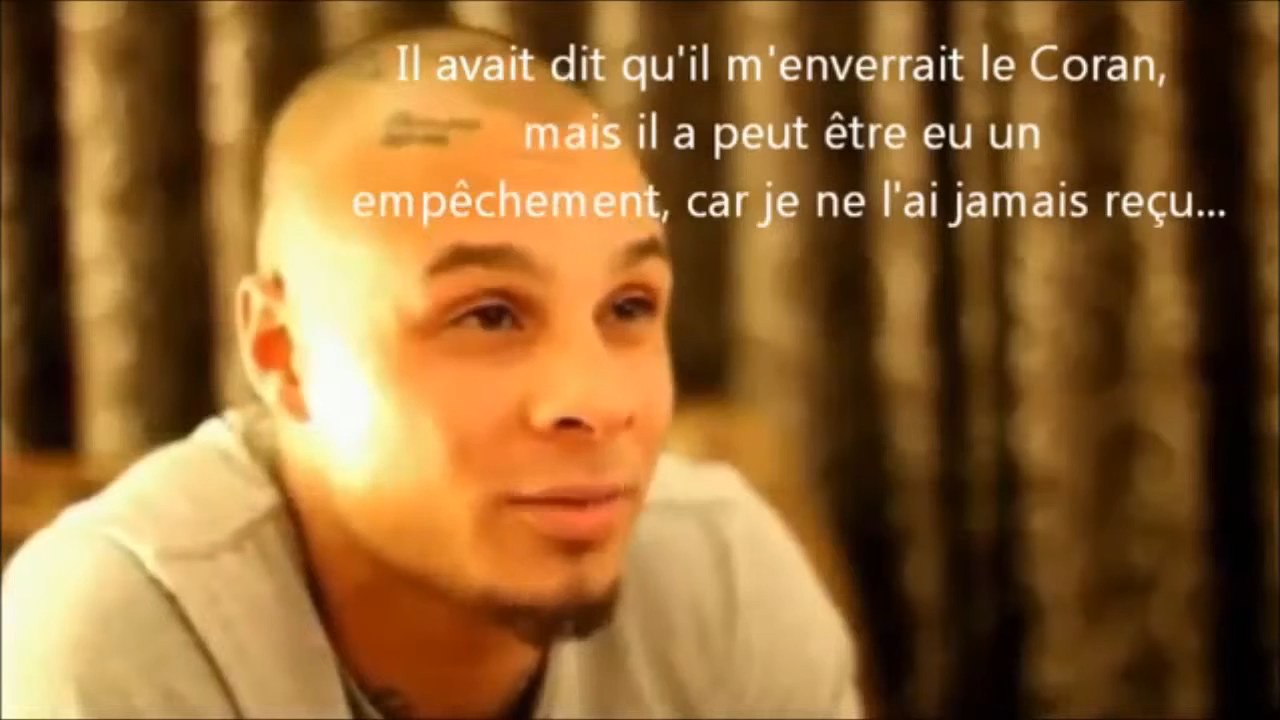 Il avait dit qu'il m'enverrait le Coran,
mais il a peut être eu un
empêchement, car je ne l'ai jamais reçu...